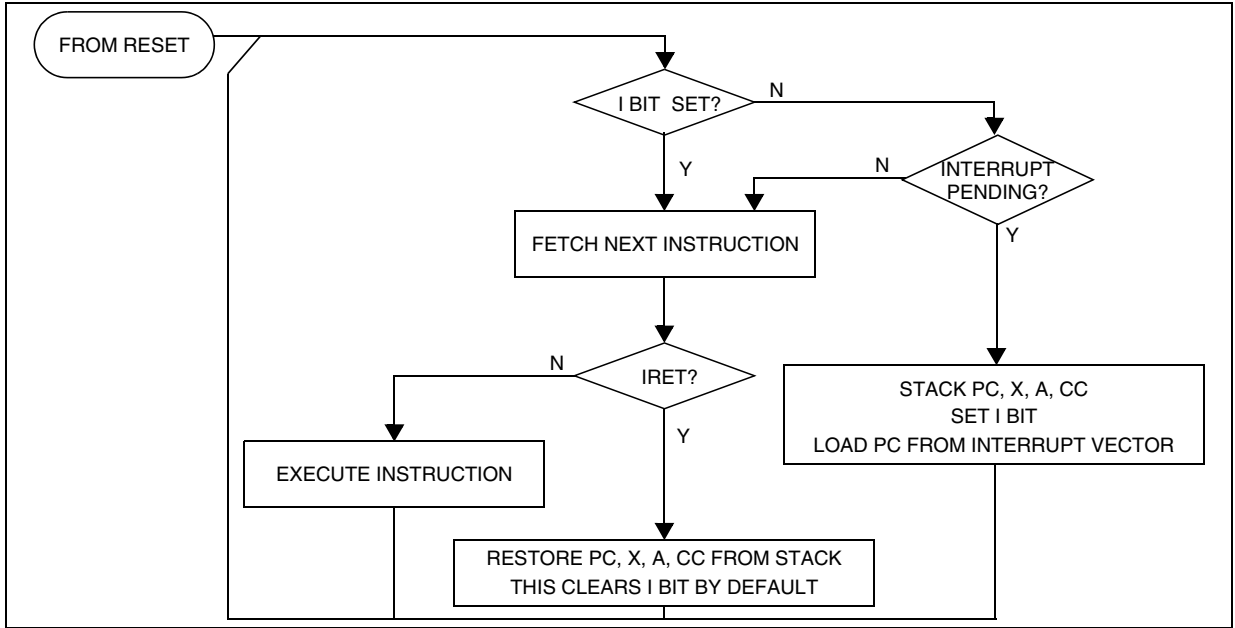 FROM RESET
I BIT SET?
N
Y
N
INTERRUPT
PENDING?
Y
FETCH NEXT INSTRUCTION
N
IRET?
Y
STACK PC, X, A, CC
SET I BIT
LOAD PC FROM INTERRUPT VECTOR
EXECUTE INSTRUCTION
RESTORE PC, X, A, CC FROM STACK
THIS CLEARS I BIT BY DEFAULT